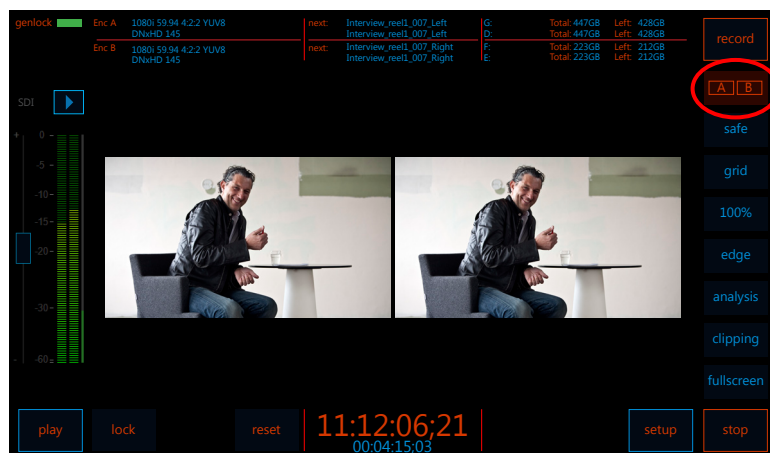 genlock
Enc A 1080i 59.94 4:2:2 YUV8
DNxHD 145
next: Interview_reel1_007_Left
Interview_reel1_007_Left
G: Total: 447GB Left: 428GB
D: Total: 447GB Left: 428GB
record
Enc B 1080i 59.94 4:2:2 YUV8
DNxHD 145
next: Interview_reel1_007_Right
Interview_reel1_007_Right
F: Total: 223GB Left: 212GB
E: Total: 223GB Left: 212GB
A B
SDI
safe
grid
100%
edge
analysis
clipping
fullscreen
+ 0 -
-5 -
-10 -
-15 -
-20 -
-30 -
- -60 -
play
lock
reset
11:12:06;21
00:04:15:03
setup
stop